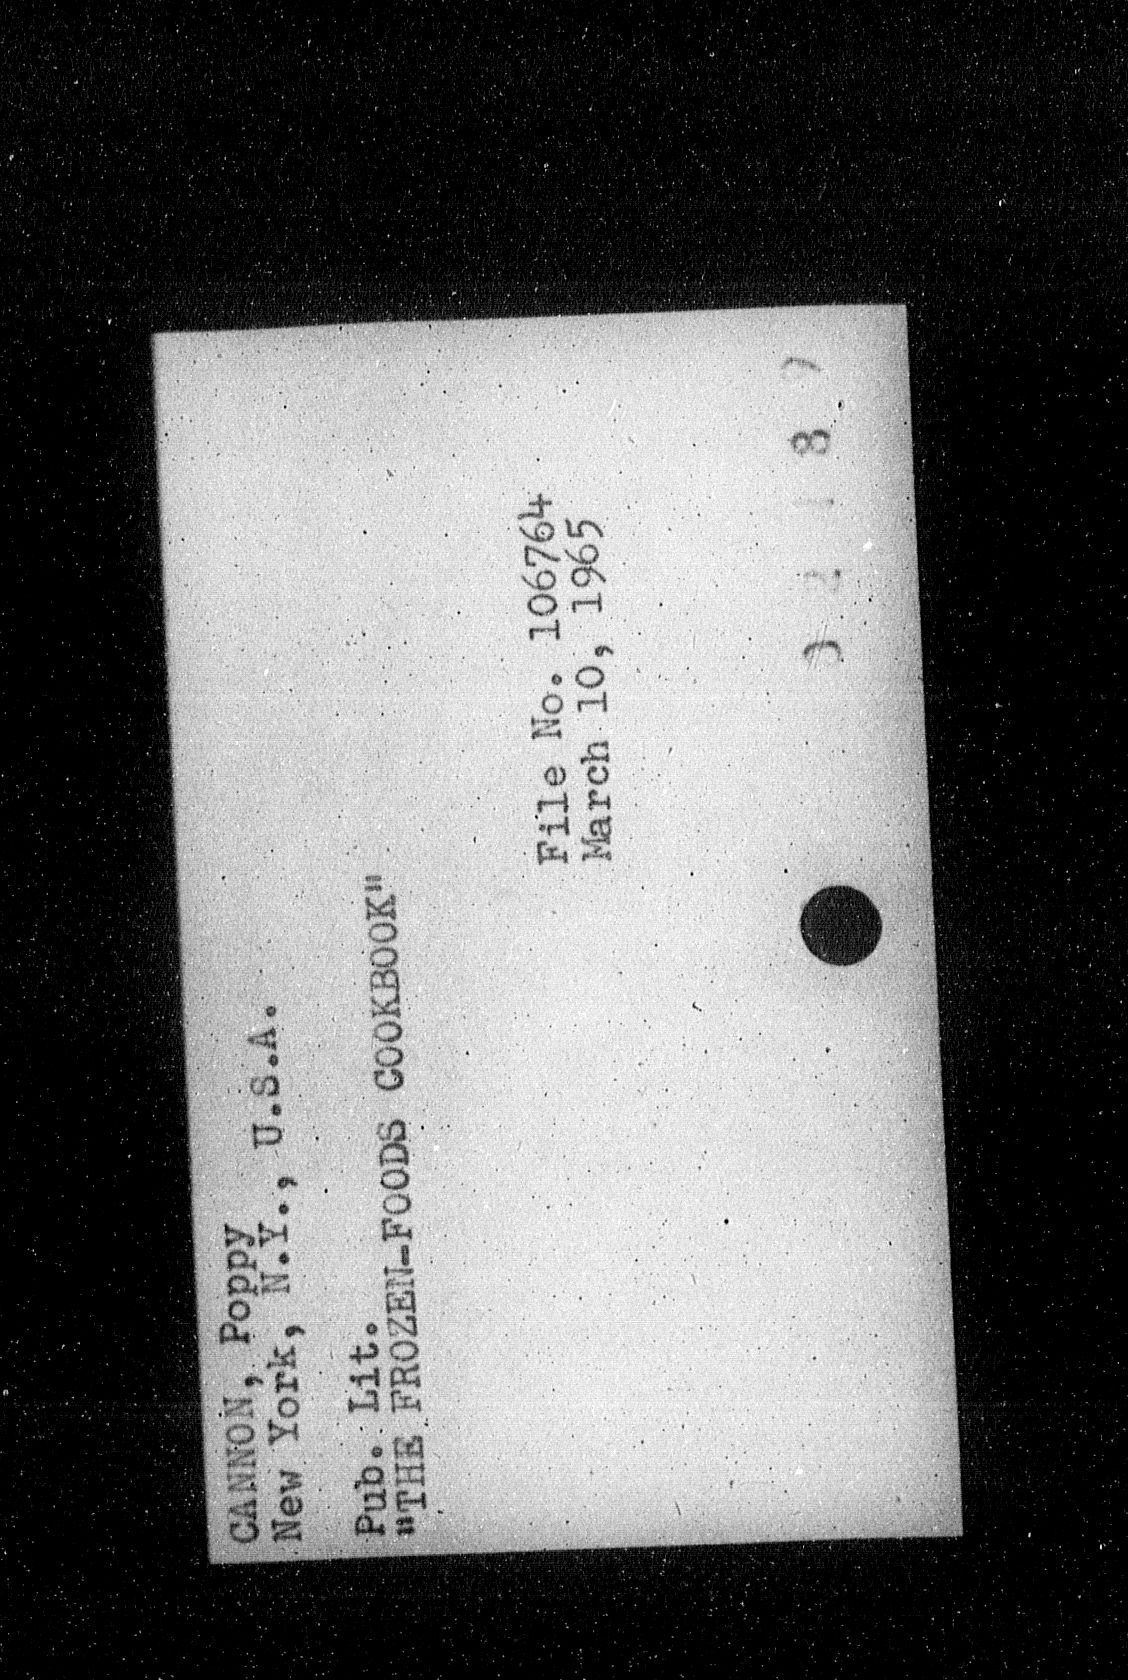 CANNON, Poppy
New York, N.Y., U.S.A.
Pub. Lit.
"THE FROZEN-FOODS COOKBOOK"
File No. 106764
March 10, 1965